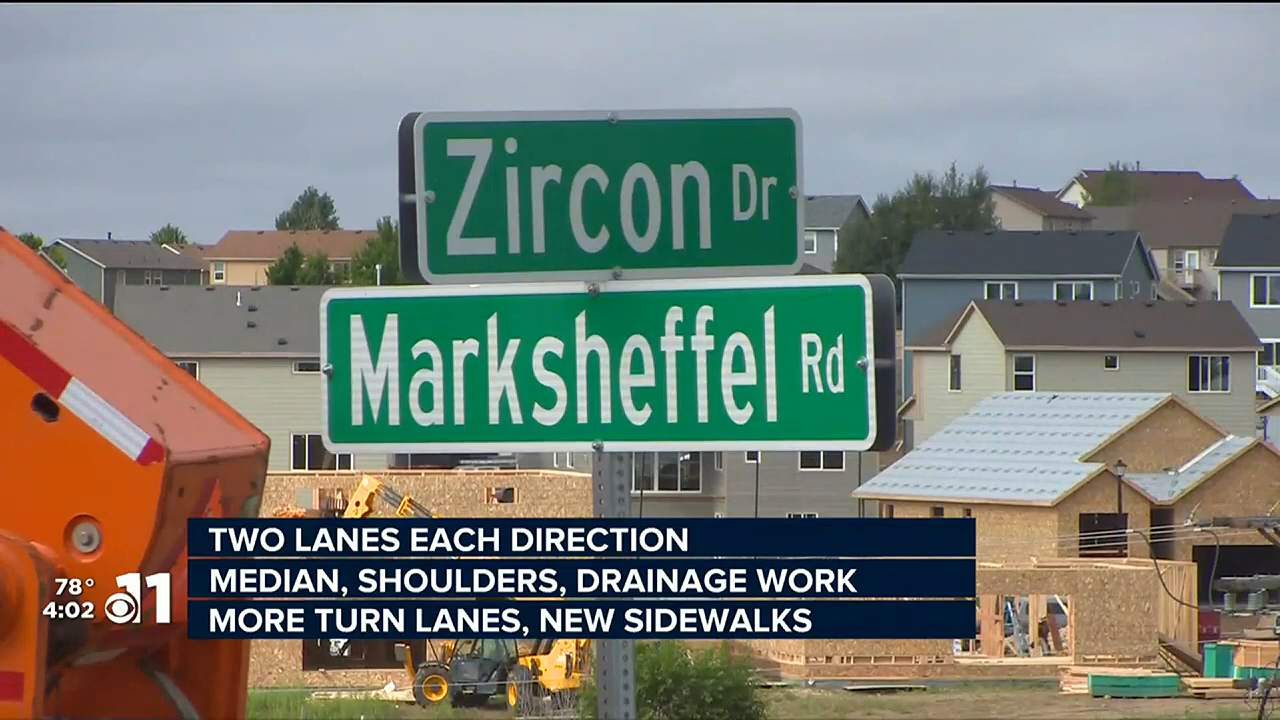 Zircon Dr
Marksheffel Rd
TWO LANES EACH DIRECTION
MEDIAN, SHOULDERS, DRAINAGE WORK
MORE TURN LANES, NEW SIDEWALKS
78°
4:02 11